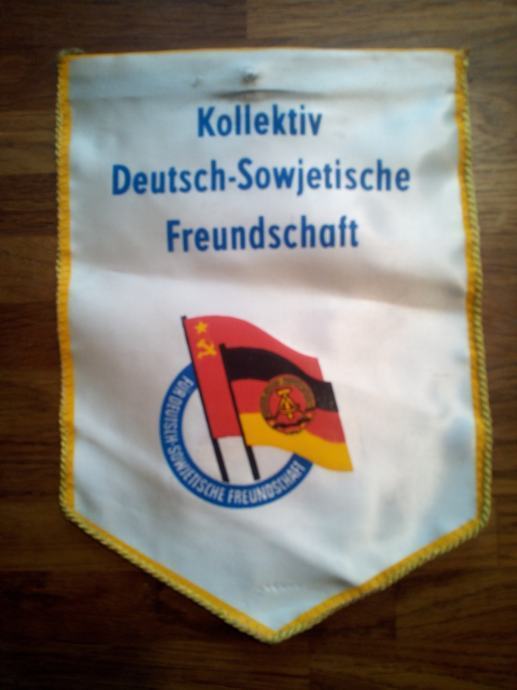 Kollektiv
Deutsch-Sowjetische
Freundschaft
FÜR DEUTSCH-SOWJETISCHE FREUNDSCHAFT